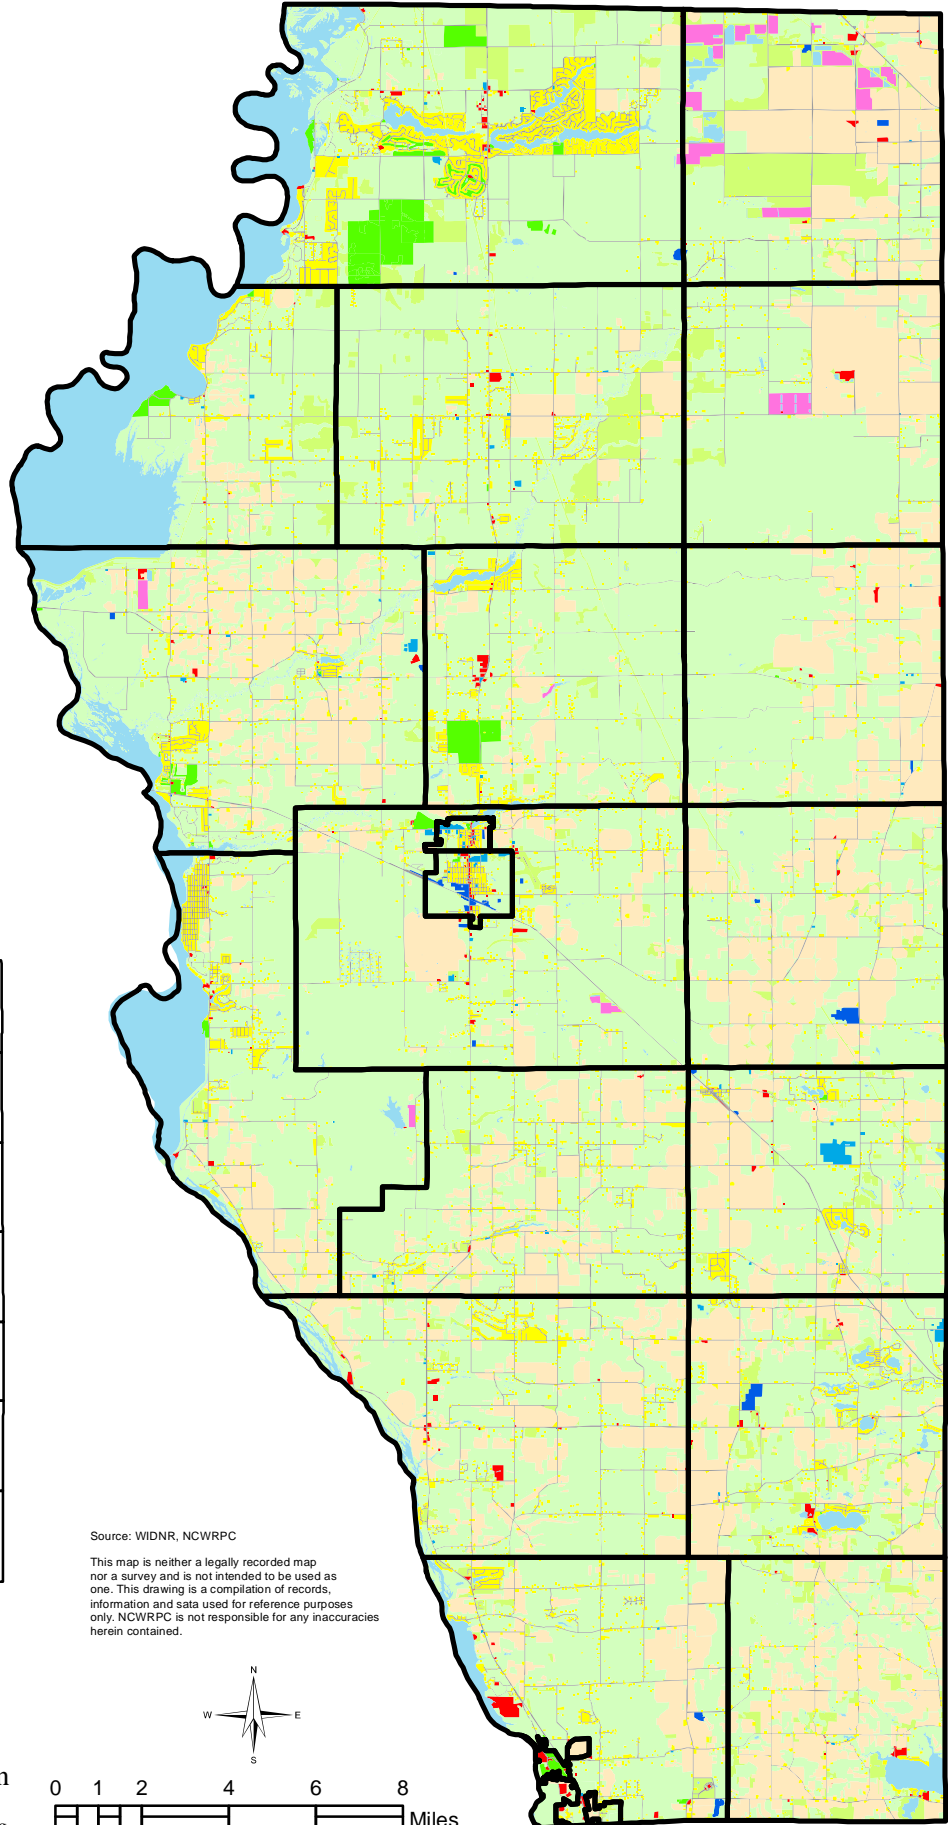 Source: WIDNR, NCWRPC
This map is neither a legally recorded map
nor a survey and is not intended to be used as
one. This drawing is a compilation of records,
information and sata used for reference purposes
only. NCWRPC is not responsible for any inaccuracies
herein contained.
N
W E
S
0 1 2 4 6 8
Miles